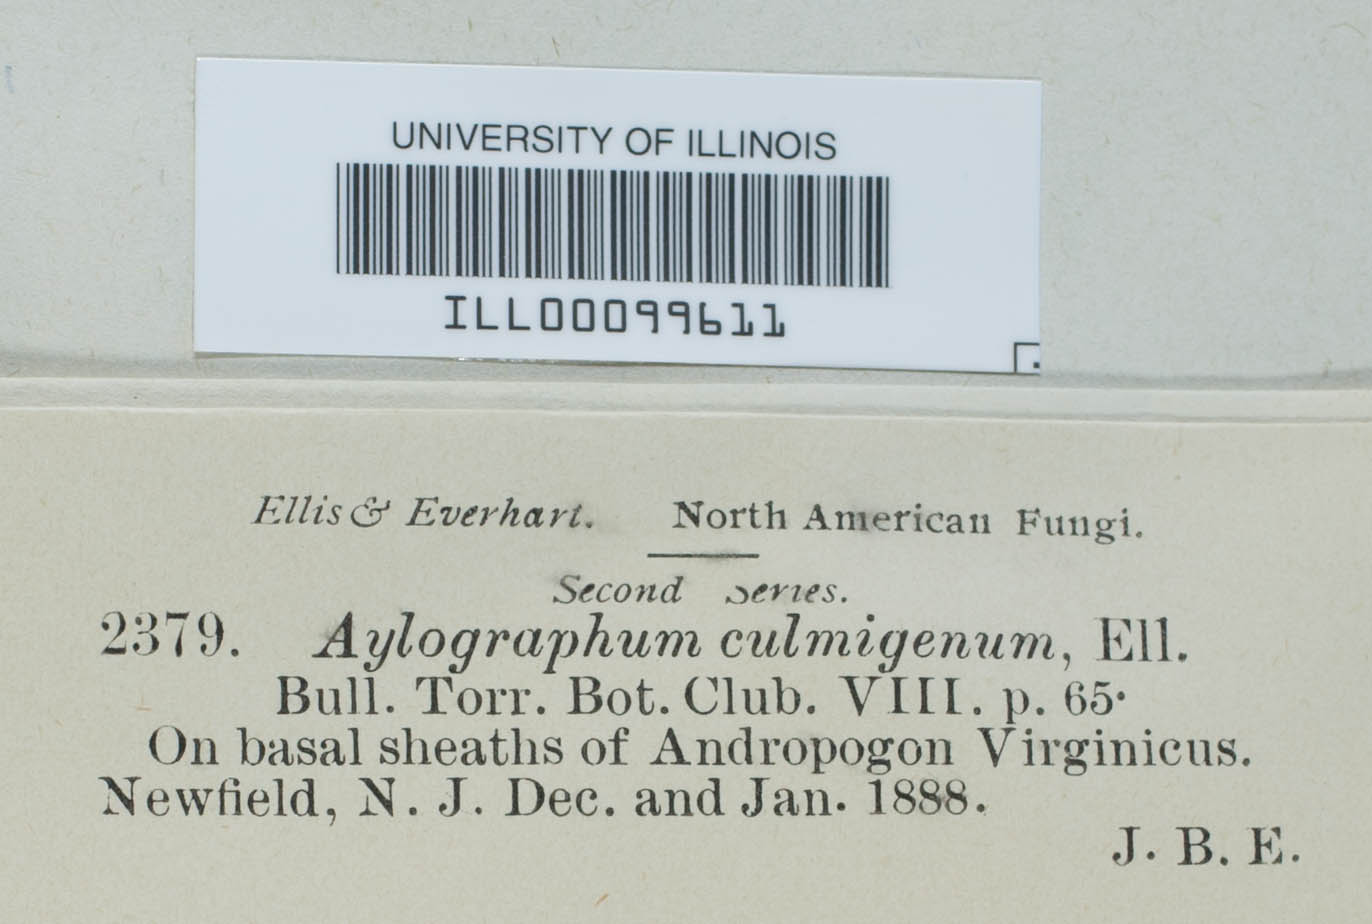 UNIVERSITY OF ILLINOIS
ILL00099611
Ellis & Everhart. North American Fungi.
Second Series.
2379. Aylographum culmigenum, Ell.
Bull. Torr. Bot. Club. VIII. p. 65.
On basal sheaths of Andropogon Virginicus.
Newfield, N. J. Dec. and Jan. 1888.
J. B. E.